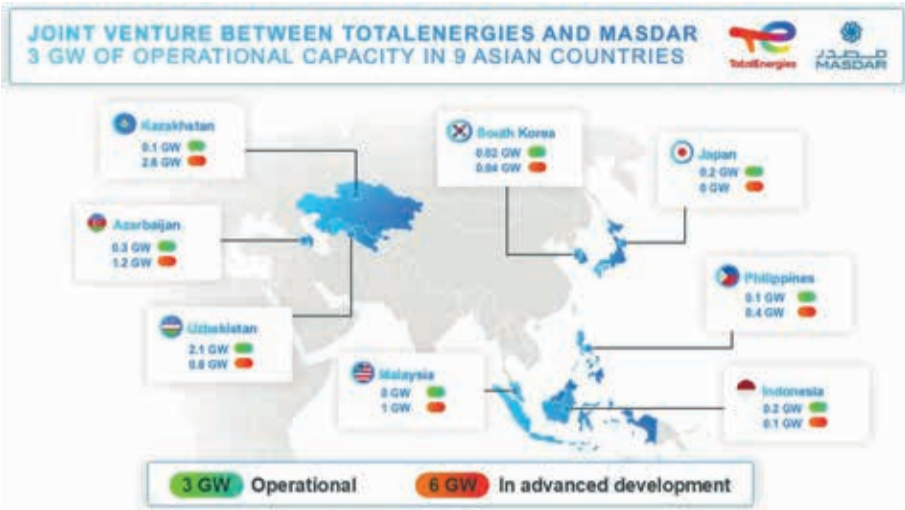 JOINT VENTURE BETWEEN TOTALENERGIES AND MASDAR
3 GW OF OPERATIONAL CAPACITY IN 9 ASIAN COUNTRIES
TotalEnergies
مصدر
MASDAR
Kazakhstan
0.1 GW
2.6 GW
South Korea
0.02 GW
0.04 GW
Japan
0.2 GW
0 GW
Azerbaijan
0.3 GW
1.2 GW
Philippines
0.1 GW
0.4 GW
Uzbekistan
2.1 GW
0.8 GW
Malaysia
0 GW
1 GW
Indonesia
0.2 GW
0.1 GW
3 GW Operational
6 GW In advanced development